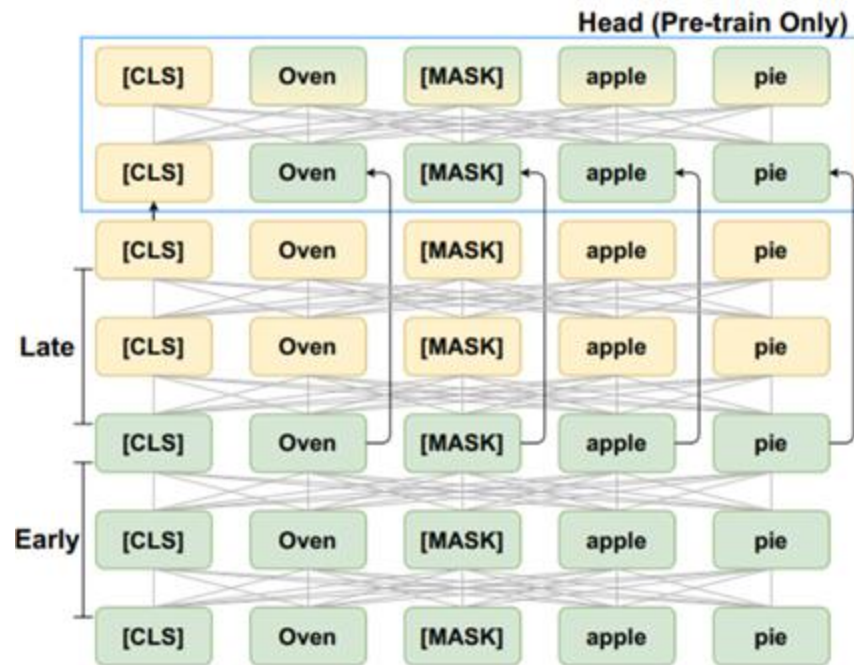 Head (Pre-train Only)
[CLS] Oven [MASK] apple pie
[CLS] Oven [MASK] apple pie
[CLS] Oven [MASK] apple pie
Late
[CLS] Oven [MASK] apple pie
[CLS] Oven [MASK] apple pie
Early
[CLS] Oven [MASK] apple pie
[CLS] Oven [MASK] apple pie